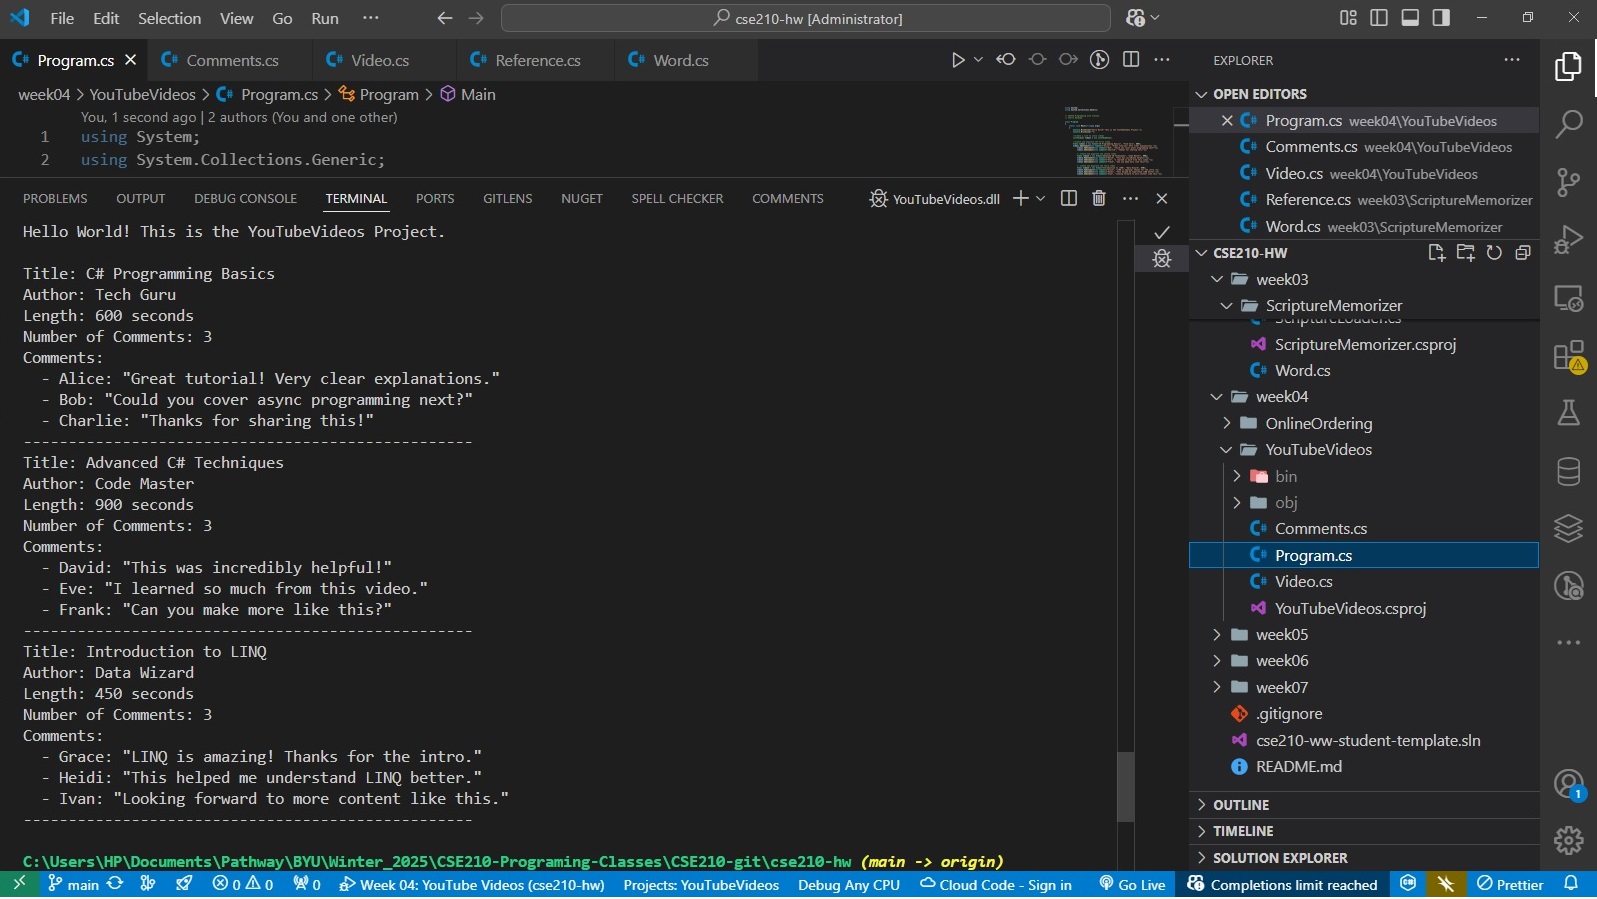 File Edit Selection View Go Run ··· cse210-hw [Administrator]
Program.cs Comments.cs Video.cs Reference.cs Word.cs
week04 > YouTubeVideos > Program.cs > Program > Main
You, 1 second ago | 2 authors (You and one other)
1 using System;
2 using System.Collections.Generic;
PROBLEMS OUTPUT DEBUG CONSOLE TERMINAL PORTS GITLENS NUGET SPELL CHECKER COMMENTS YouTubeVideos.dll
Hello World! This is the YouTubeVideos Project.
Title: C# Programming Basics
Author: Tech Guru
Length: 600 seconds
Number of Comments: 3
Comments:
- Alice: "Great tutorial! Very clear explanations."
- Bob: "Could you cover async programming next?"
- Charlie: "Thanks for sharing this!"
--------------------------------------------------
Title: Advanced C# Techniques
Author: Code Master
Length: 900 seconds
Number of Comments: 3
Comments:
- David: "This was incredibly helpful!"
- Eve: "I learned so much from this video."
- Frank: "Can you make more like this?"
--------------------------------------------------
Title: Introduction to LINQ
Author: Data Wizard
Length: 450 seconds
Number of Comments: 3
Comments:
- Grace: "LINQ is amazing! Thanks for the intro."
- Heidi: "This helped me understand LINQ better."
- Ivan: "Looking forward to more content like this."
--------------------------------------------------
C:\Users\HP\Documents\Pathway\BYU\Winter_2025\CSE210-Programing-Classes\CSE210-git\cse210-hw (main -> origin)
EXPLORER
OPEN EDITORS
Program.cs week04\YouTubeVideos
Comments.cs week04\YouTubeVideos
Video.cs week04\YouTubeVideos
Reference.cs week03\ScriptureMemorizer
Word.cs week03\ScriptureMemorizer
CSE210-HW
week03
ScriptureMemorizer
ScriptureLoader.cs
ScriptureMemorizer.csproj
Word.cs
week04
OnlineOrdering
YouTubeVideos
bin
obj
Comments.cs
Program.cs
Video.cs
YouTubeVideos.csproj
week05
week06
week07
.gitignore
cse210-ww-student-template.sln
README.md
OUTLINE
TIMELINE
SOLUTION EXPLORER
1
main 0 0 0 Week 04: YouTube Videos (cse210-hw) Projects: YouTubeVideos Debug Any CPU Cloud Code - Sign in Go Live Completions limit reached Prettier